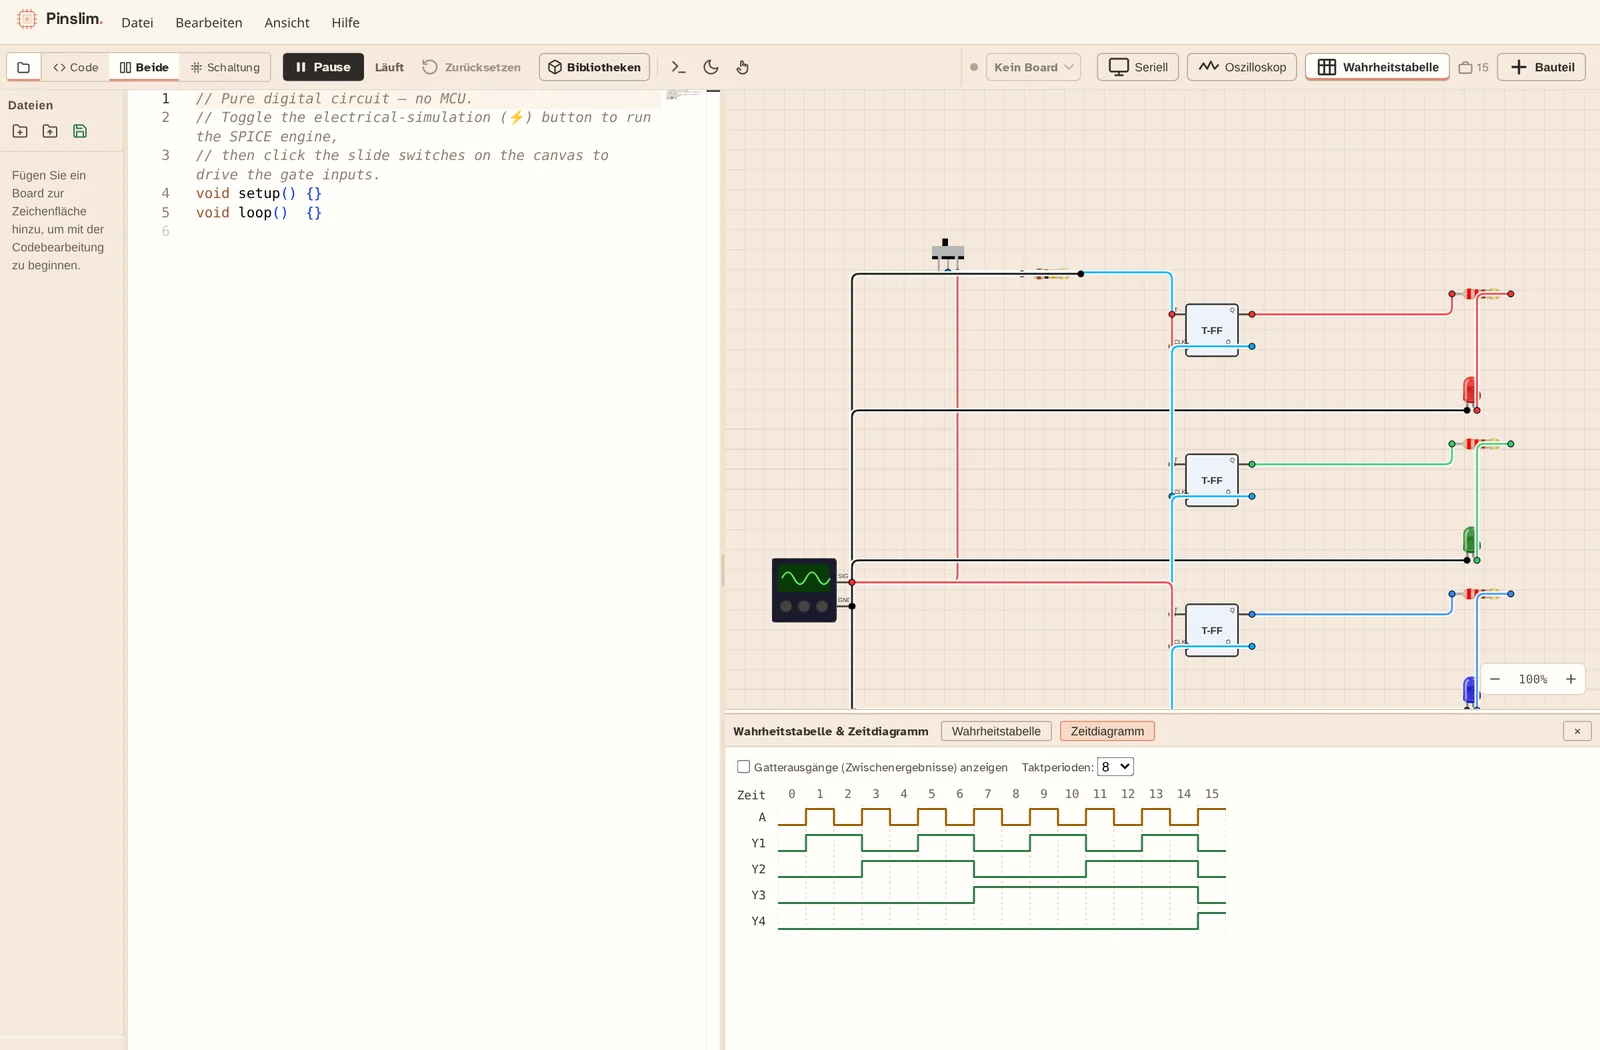 Pinslim.
Datei
Bearbeiten
Ansicht
Hilfe
Code
Beide
Schaltung
Pause
Läuft
Zurücksetzen
Bibliotheken
Kein Board
Seriell
Oszilloskop
Wahrheitstabelle
15
Bauteil
Dateien
Fügen Sie ein
Board zur
Zeichenfläche
hinzu, um mit der
Codebearbeitung
zu beginnen.
1 // Pure digital circuit — no MCU.
2 // Toggle the electrical-simulation (⚡) button to run
the SPICE engine,
3 // then click the slide switches on the canvas to
drive the gate inputs.
4 void setup() {}
5 void loop()  {}
6
T
Q
T-FF
CLK
Q
T
Q
T-FF
CLK
Q
SIG
GND
T
Q
T-FF
CLK
Q
− 100% +
Wahrheitstabelle & Zeitdiagramm
Wahrheitstabelle
Zeitdiagramm
×
Gatterausgänge (Zwischenergebnisse) anzeigen
Taktperioden: 8
Zeit 0 1 2 3 4 5 6 7 8 9 10 11 12 13 14 15
A
Y1
Y2
Y3
Y4